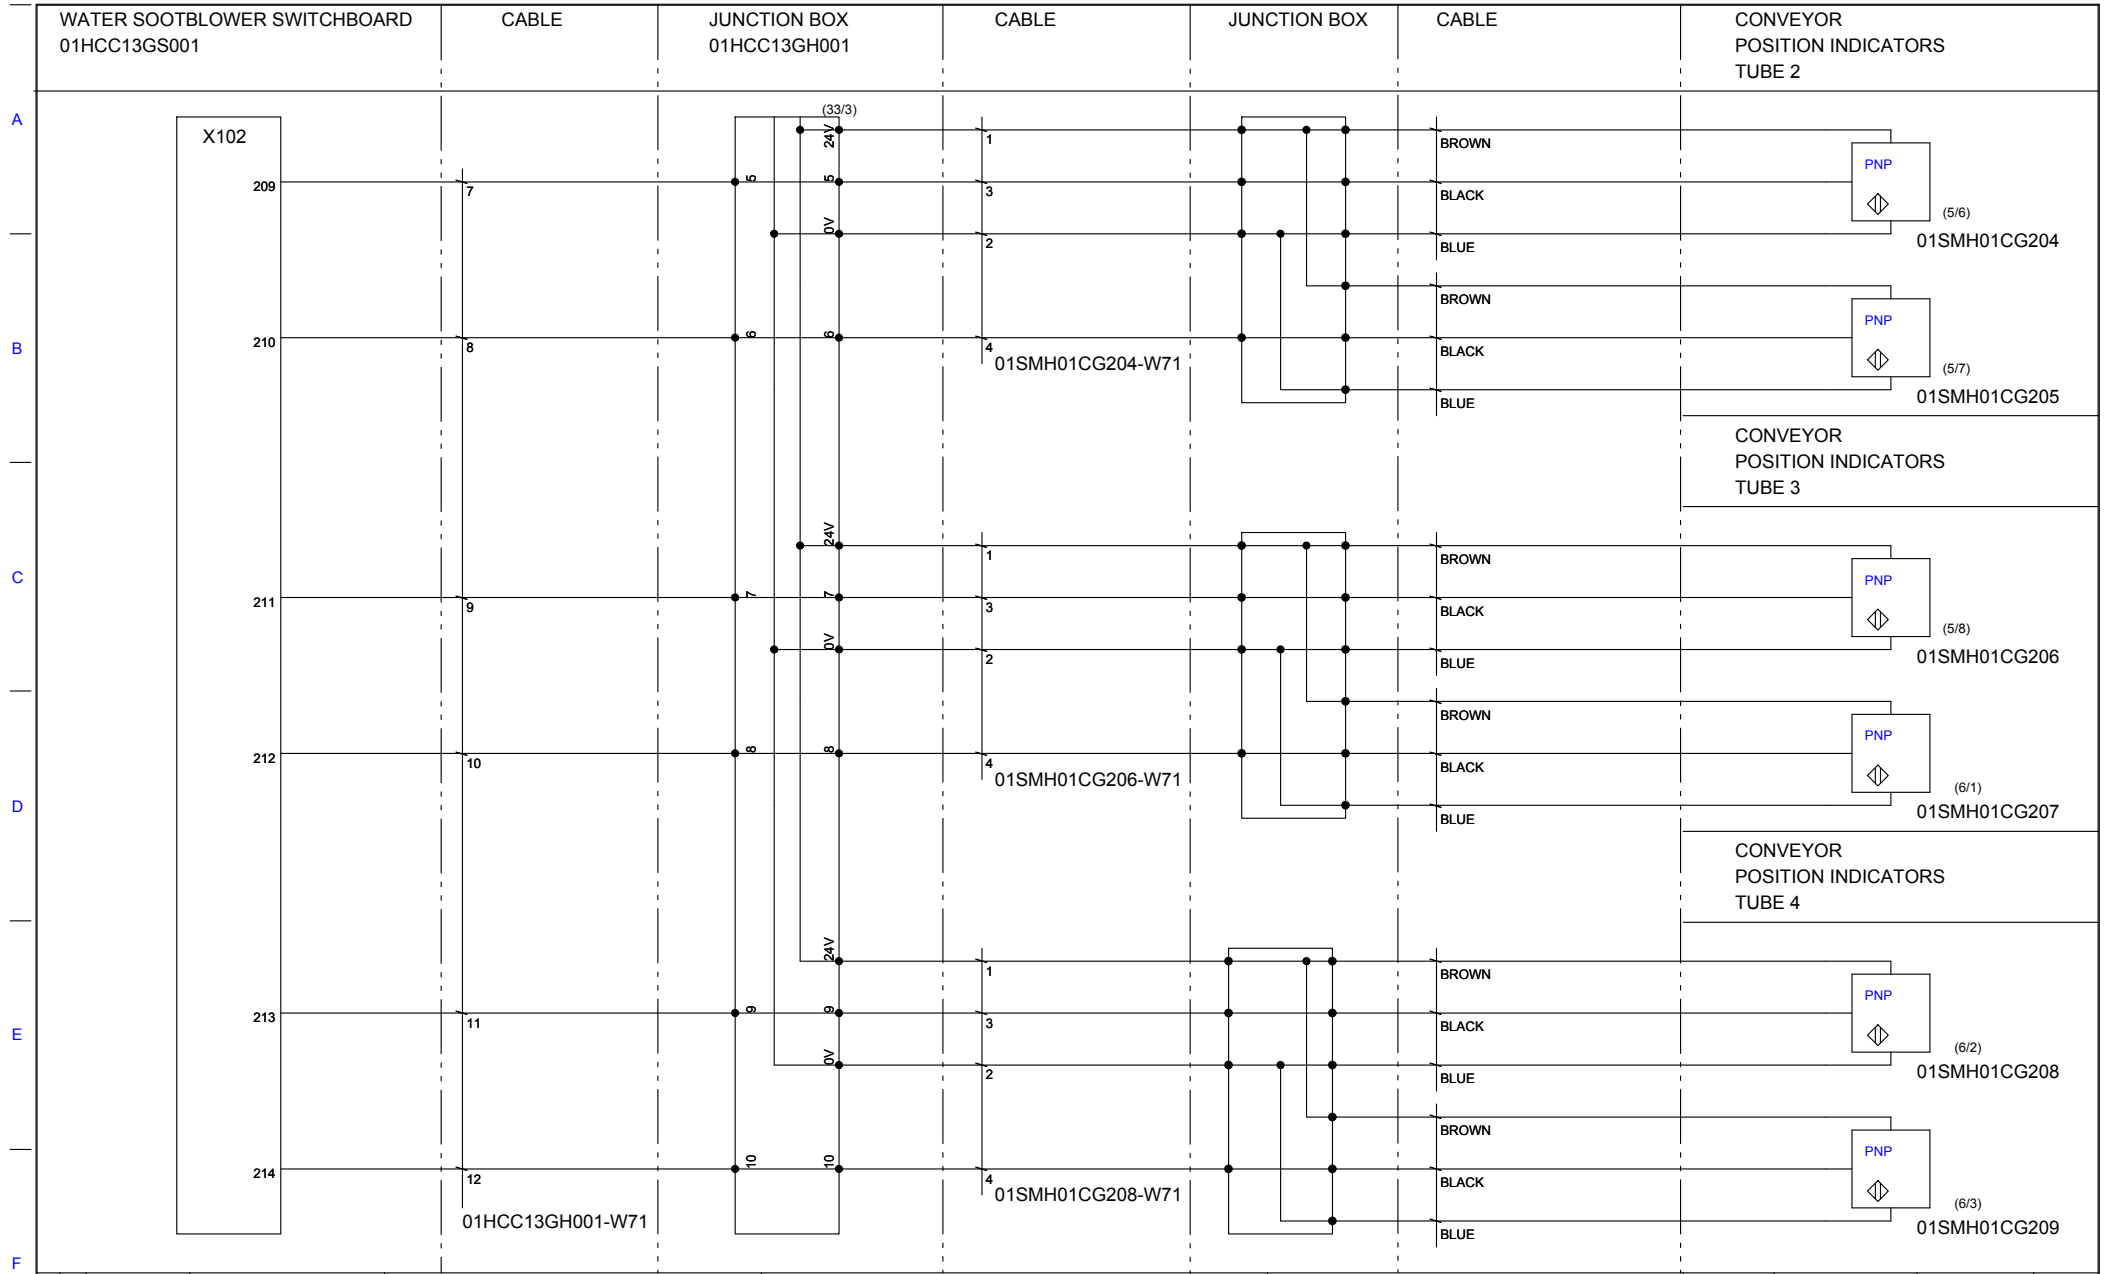 WATER SOOTBLOWER SWITCHBOARD
01HCC13GS001
CABLE
JUNCTION BOX
01HCC13GH001
CABLE
JUNCTION BOX
CABLE
CONVEYOR
POSITION INDICATORS
TUBE 2
A
B
C
D
E
F
X102
209
210
211
212
213
214
7
8
9
10
11
12
01HCC13GH001-W71
(33/3)
24V
5 5
0V
6 6
24V
7 7
0V
8 8
24V
9 9
0V
10 10
1
3
2
4
01SMH01CG204-W71
1
3
2
4
01SMH01CG206-W71
1
3
2
4
01SMH01CG208-W71
BROWN
BLACK
BLUE
BROWN
BLACK
BLUE
PNP
(5/6)
01SMH01CG204
PNP
(5/7)
01SMH01CG205
CONVEYOR
POSITION INDICATORS
TUBE 3
BROWN
BLACK
BLUE
BROWN
BLACK
BLUE
PNP
(5/8)
01SMH01CG206
PNP
(6/1)
01SMH01CG207
CONVEYOR
POSITION INDICATORS
TUBE 4
BROWN
BLACK
BLUE
BROWN
BLACK
BLUE
PNP
(6/2)
01SMH01CG208
PNP
(6/3)
01SMH01CG209